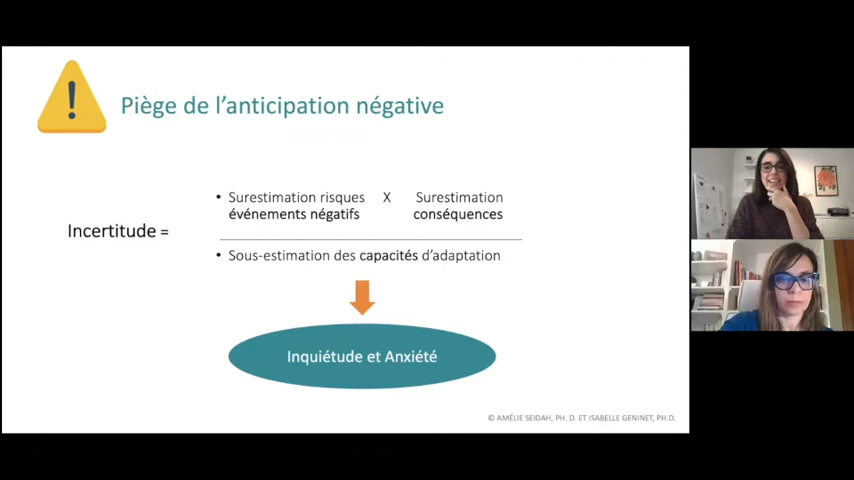 Piège de l'anticipation négative
• Surestimation risques X Surestimation
événements négatifs conséquences
Incertitude =
• Sous-estimation des capacités d'adaptation
Inquiétude et Anxiété
© AMÉLIE SEIDAH, PH. D. ET ISABELLE GENINET, PH.D.